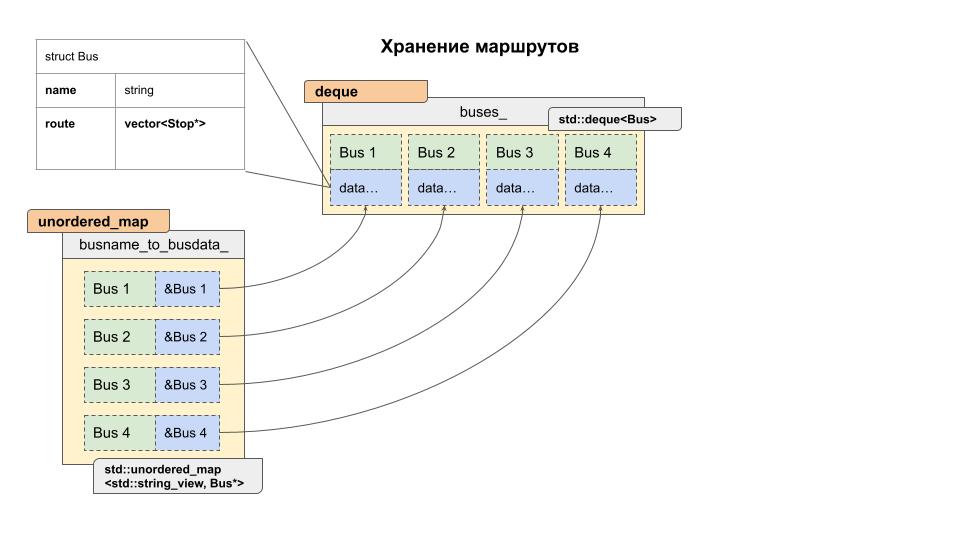 Хранение маршрутов
struct Bus
name string
route vector<Stop*>
deque
buses_
std::deque<Bus>
Bus 1 Bus 2 Bus 3 Bus 4
data... data... data... data...
unordered_map
busname_to_busdata_
Bus 1 &Bus 1
Bus 2 &Bus 2
Bus 3 &Bus 3
Bus 4 &Bus 4
std::unordered_map
<std::string_view, Bus*>